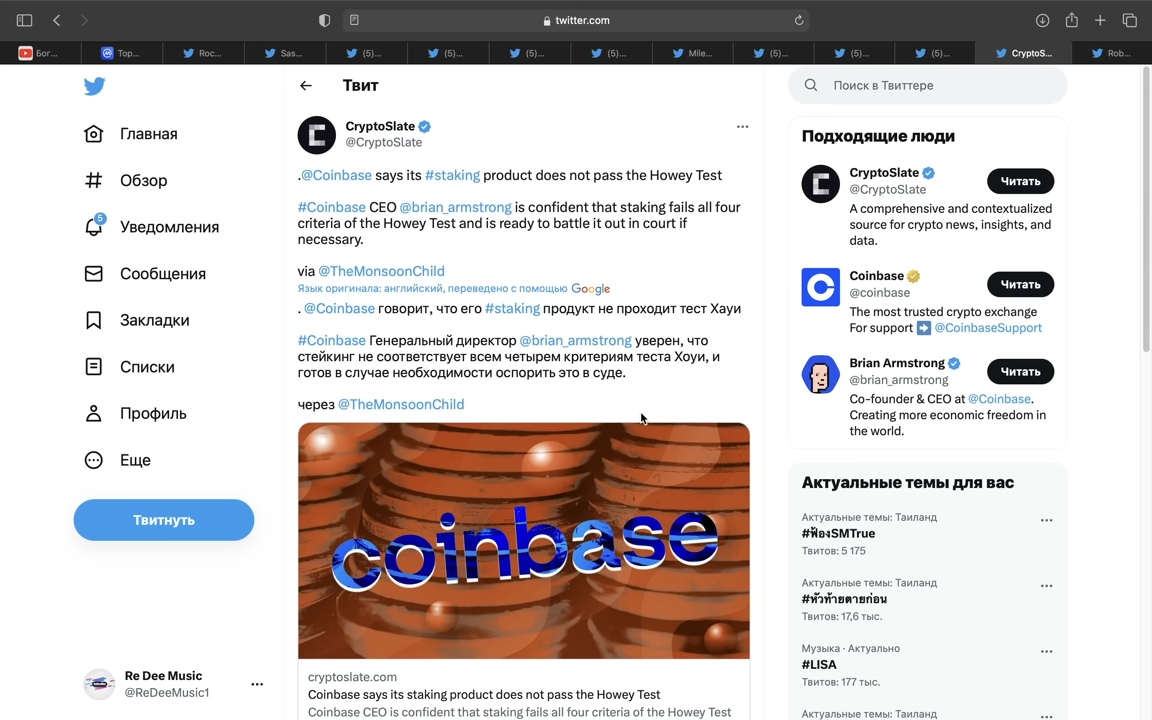 twitter.com
Бог...
Top...
Roc...
Sas...
(5)...
(5)...
(5)...
(5)...
Mile...
(5)...
(5)...
(5)...
CryptoS...
Rob...
Твит
Поиск в Твиттере
Главная
Обзор
5
Уведомления
Сообщения
Закладки
Списки
Профиль
Еще
Твитнуть
Re Dee Music
@ReDeeMusic1
CryptoSlate
@CryptoSlate
.@Coinbase says its #staking product does not pass the Howey Test
#Coinbase CEO @brian_armstrong is confident that staking fails all four
criteria of the Howey Test and is ready to battle it out in court if
necessary.
via @TheMonsoonChild
Язык оригинала: английский, переведено с помощью Google
. @Coinbase говорит, что его #staking продукт не проходит тест Хауи
#Coinbase Генеральный директор @brian_armstrong уверен, что
стейкинг не соответствует всем четырем критериям теста Хоуи, и
готов в случае необходимости оспорить это в суде.
через @TheMonsoonChild
coinbase
cryptoslate.com
Coinbase says its staking product does not pass the Howey Test
Coinbase CEO is confident that staking fails all four criteria of the Howey Test
Подходящие люди
CryptoSlate
@CryptoSlate
Читать
A comprehensive and contextualized
source for crypto news, insights, and
data.
Coinbase
@coinbase
Читать
The most trusted crypto exchange
For support ➡️ @CoinbaseSupport
Brian Armstrong
@brian_armstrong
Читать
Co-founder & CEO at @Coinbase.
Creating more economic freedom in
the world.
Актуальные темы для вас
Актуальные темы: Таиланд
#ฟ้องSMTrue
Твитов: 5 175
Актуальные темы: Таиланд
#หัวท้ายตายก่อน
Твитов: 17,6 тыс.
Музыка · Актуально
#LISA
Твитов: 177 тыс.
Актуальные темы: Таиланд